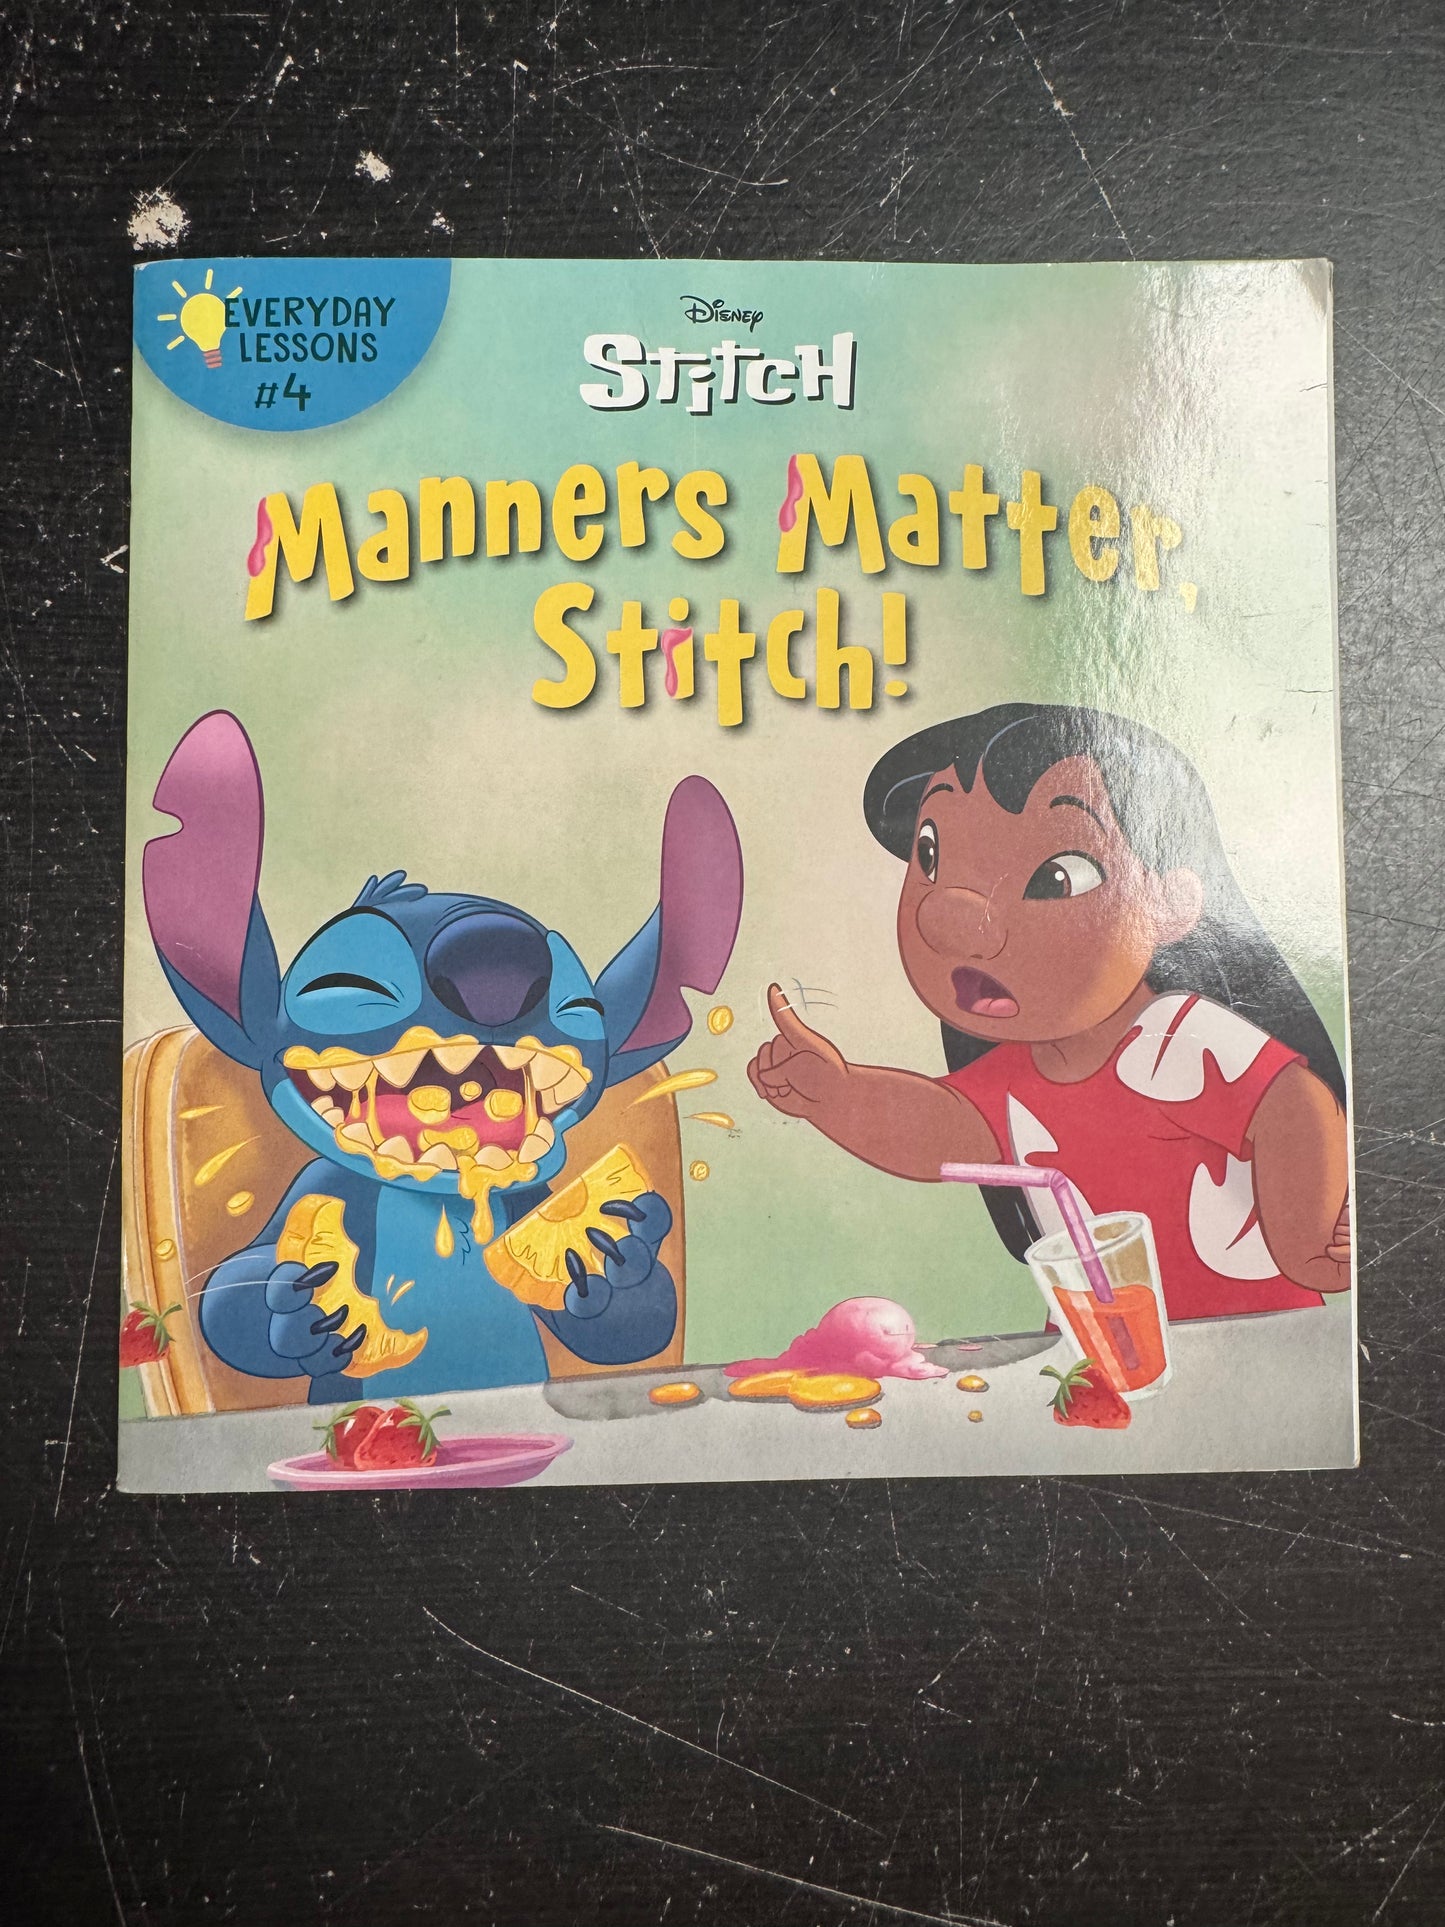 EVERYDAY
LESSONS
#4
Disney
Stitch
Manners Matter,
Stitch!